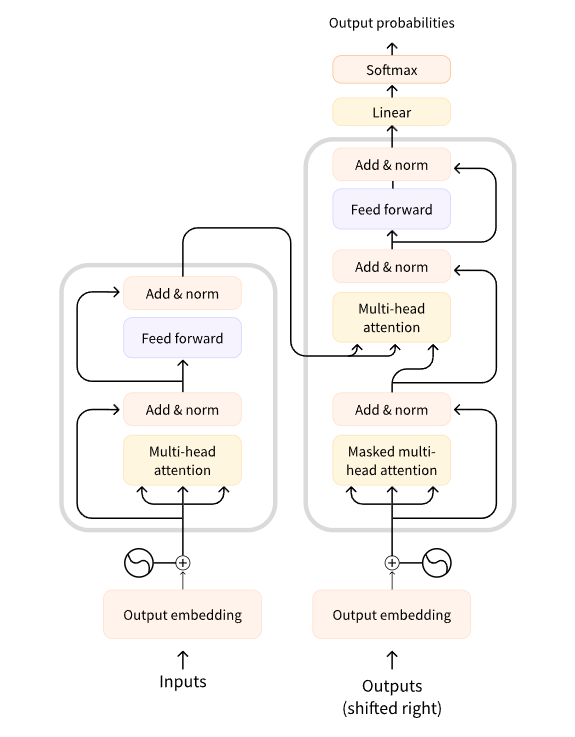 Output probabilities
Softmax
Linear
Add & norm
Feed forward
Add & norm
Multi-head
attention
Add & norm
Masked multi-
head attention
Add & norm
Feed forward
Add & norm
Multi-head
attention
Output embedding
Output embedding
Inputs
Outputs
(shifted right)